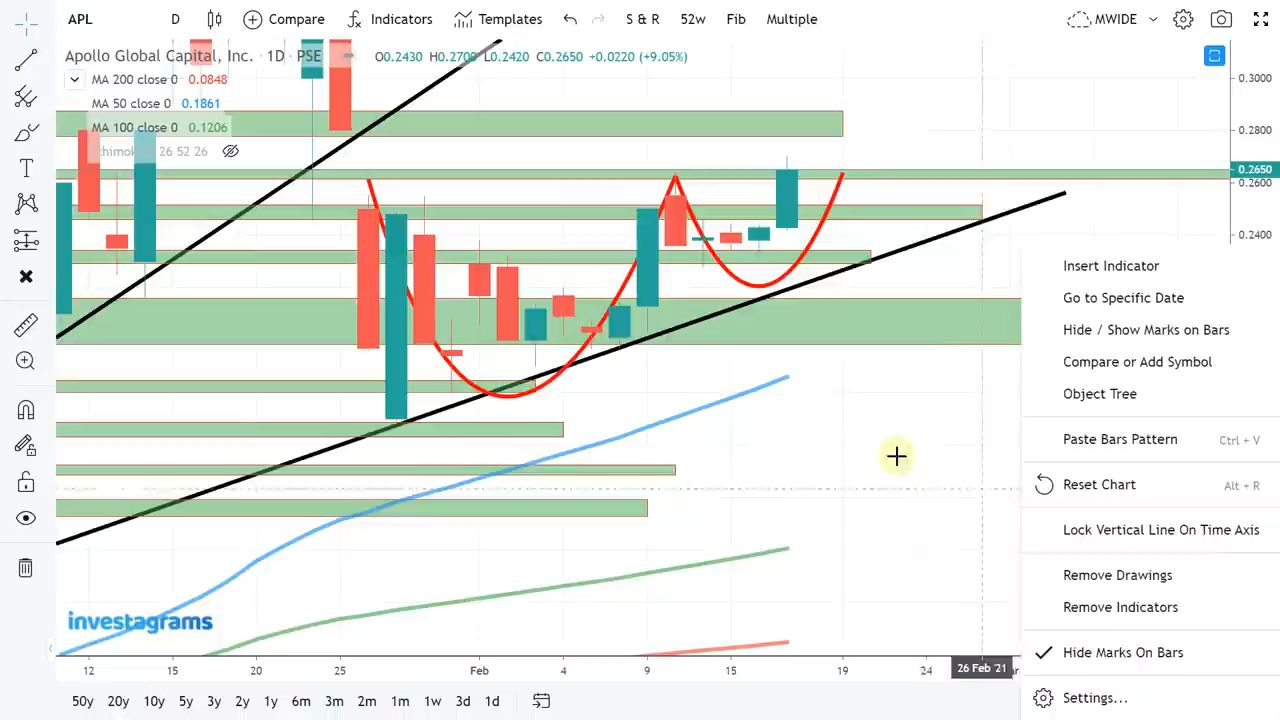 APL D Compare Indicators Templates S & R 52w Fib Multiple MWIDE
Apollo Global Capital, Inc. · 1D · PSE O0.2430 H0.2700 L0.2420 C0.2650 +0.0220 (+9.05%)
MA 200 close 0 0.0848
MA 50 close 0 0.1861
MA 100 close 0 0.1206
26 52 26
0.3000
0.2800
0.2650
0.2600
0.2400
Insert Indicator
Go to Specific Date
Hide / Show Marks on Bars
Compare or Add Symbol
Object Tree
Paste Bars Pattern Ctrl + V
Reset Chart Alt + R
Lock Vertical Line On Time Axis
Remove Drawings
Remove Indicators
Hide Marks On Bars
Settings...
investagrams
12 15 20 25 Feb 4 9 15 19 24 26 Feb '21
50y 20y 10y 5y 3y 2y 1y 6m 3m 2m 1m 1w 3d 1d